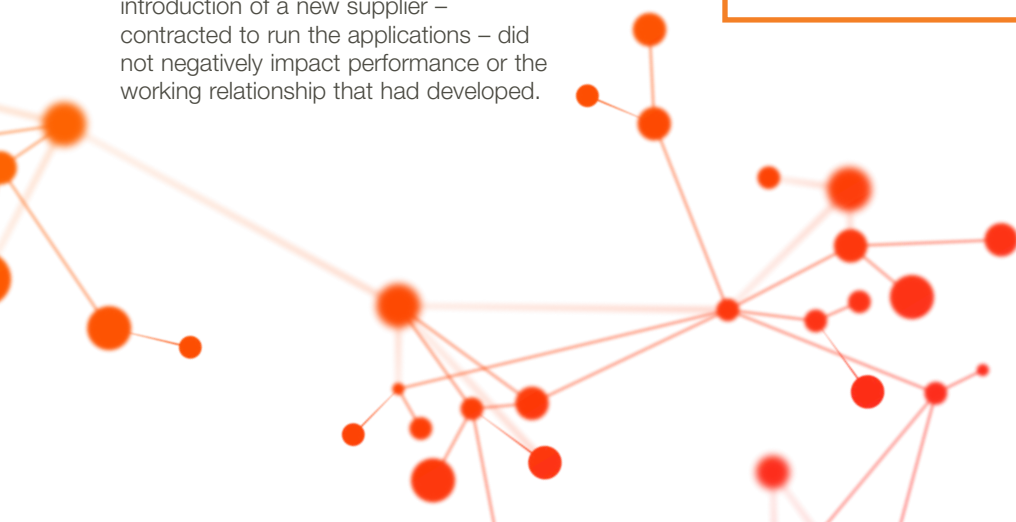 introduction of a new supplier –
contracted to run the applications – did
not negatively impact performance or the
working relationship that had developed.